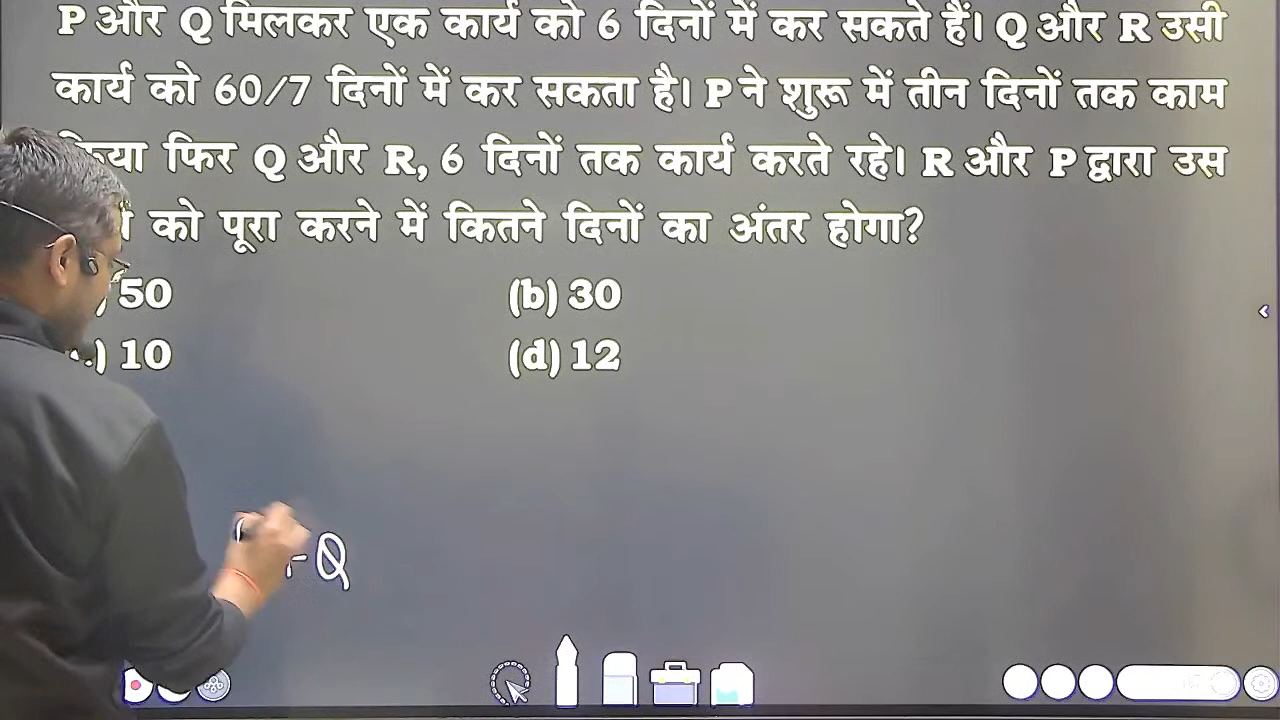 P और Q मिलकर एक कार्य को 6 दिनों में कर सकते हैं। Q और R उसी
कार्य को 60/7 दिनों में कर सकता है। P ने शुरू में तीन दिनों तक काम
फिर Q और R, 6 दिनों तक कार्य करते रहे। R और P द्वारा उस
को पूरा करने में कितने दिनों का अंतर होगा?
50 (b) 30
10 (d) 12
Q